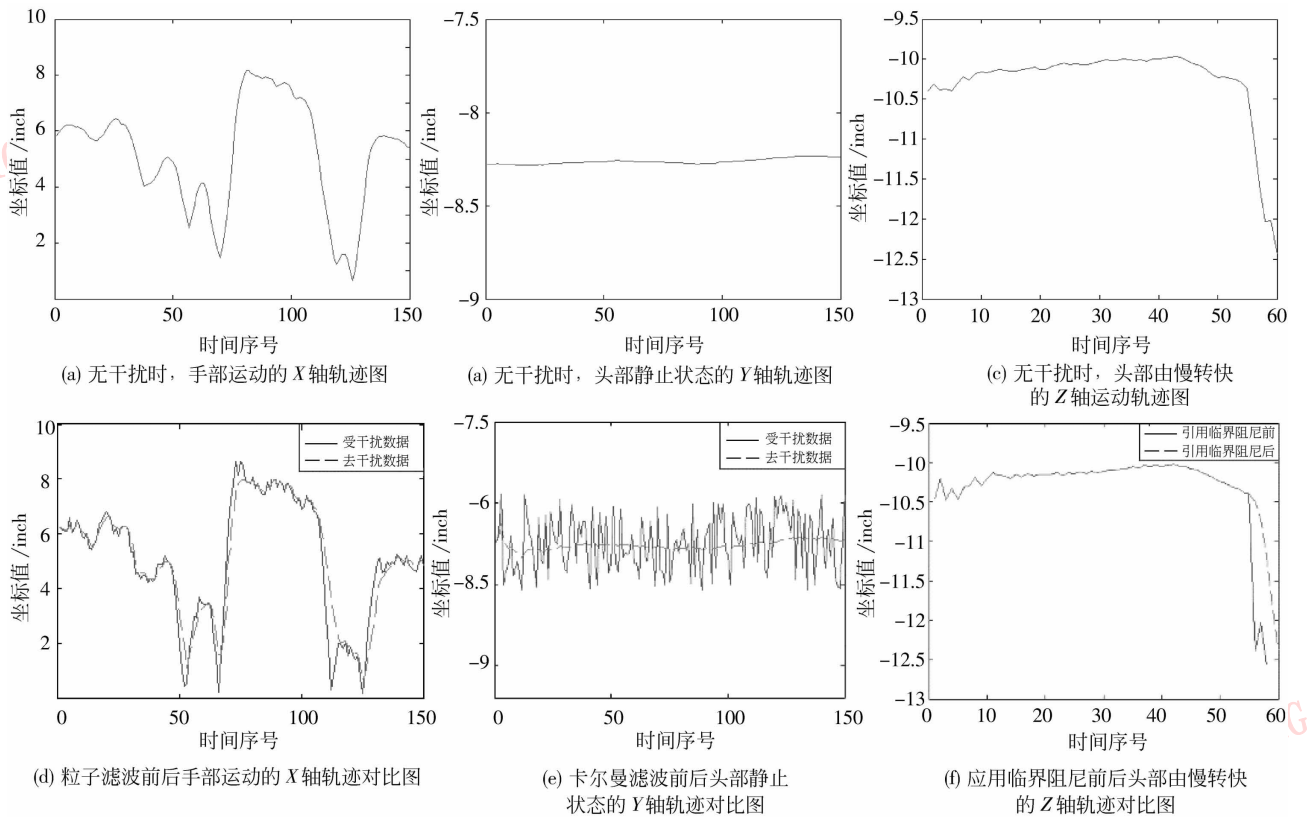 10
8
6
4
2
坐标值/inch
0
50
100
150
时间序号
(a) 无干扰时，手部运动的 X轴轨迹图
-7.5
-8
-8.5
-9
坐标值/inch
0
50
100
150
时间序号
(a) 无干扰时，头部静止状态的 Y轴轨迹图
-9.5
-10
-10.5
-11
-11.5
-12
-12.5
-13
坐标值/inch
0
10
20
30
40
50
60
时间序号
(c) 无干扰时，头部由慢转快
的 Z 轴运动轨迹图
10
8
6
4
2
坐标值/inch
受干扰数据
去干扰数据
0
50
100
150
时间序号
(d) 粒子滤波前后手部运动的 X轴轨迹对比图
-7.5
-6
-8.5
-9
坐标值/inch
受干扰数据
去干扰数据
0
50
100
150
时间序号
(e) 卡尔曼滤波前后头部静止
状态的 Y轴轨迹对比图
-9.5
-10
-10.5
-11
-11.5
-12
-12.5
-13
坐标值/inch
引用临界阻尼前
引用临界阻尼后
0
10
20
30
40
50
60
时间序号
(f) 应用临界阻尼前后头部由慢转快
的 Z轴轨迹对比图
G